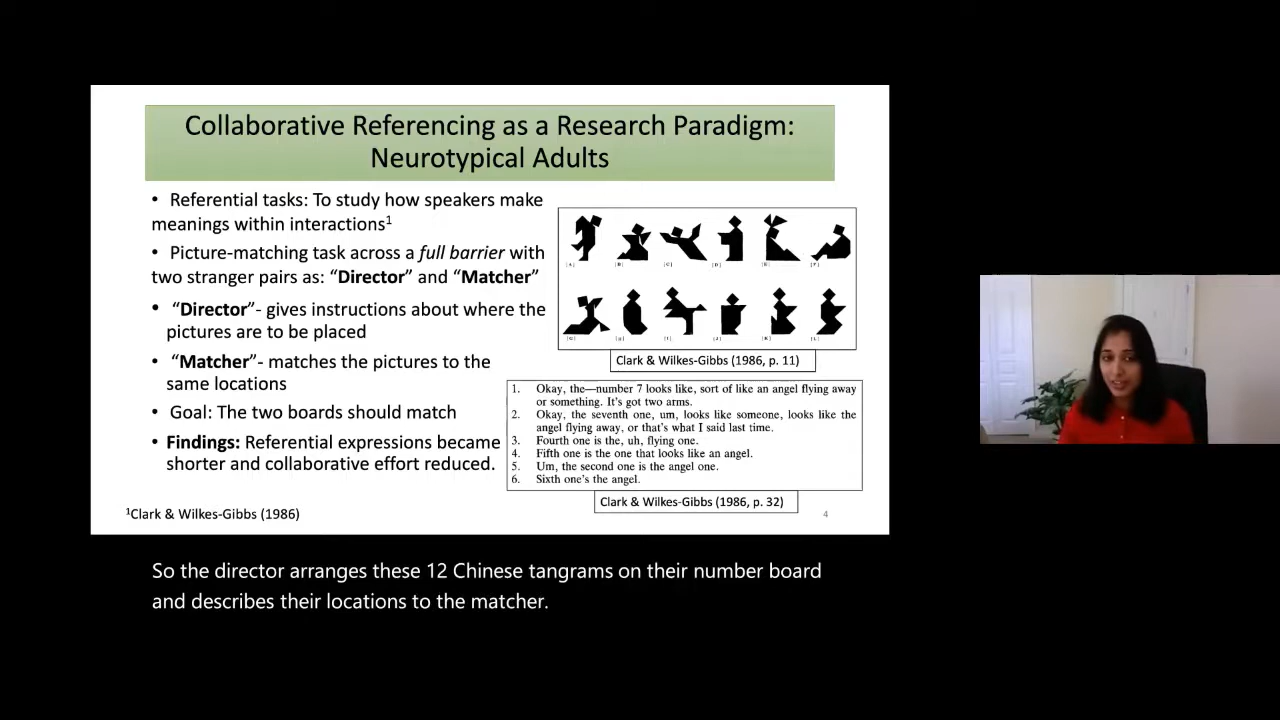 Collaborative Referencing as a Research Paradigm:
Neurotypical Adults
• Referential tasks: To study how speakers make
meanings within interactions¹
• Picture-matching task across a full barrier with
two stranger pairs as: “Director” and “Matcher”
• “Director”- gives instructions about where the
pictures are to be placed
• “Matcher”- matches the pictures to the
same locations
• Goal: The two boards should match
• Findings: Referential expressions became
shorter and collaborative effort reduced.
¹Clark & Wilkes-Gibbs (1986)
Clark & Wilkes-Gibbs (1986, p. 11)
1. Okay, the—number 7 looks like, sort of like an angel flying away
or something. It's got two arms.
2. Okay, the seventh one, um, looks like someone, looks like the
angel flying away, or that's what I said last time.
3. Fourth one is the, uh, flying one.
4. Fifth one is the one that looks like an angel.
5. Um, the second one is the angel one.
6. Sixth one's the angel.
Clark & Wilkes-Gibbs (1986, p. 32)
4
So the director arranges these 12 Chinese tangrams on their number board
and describes their locations to the matcher.